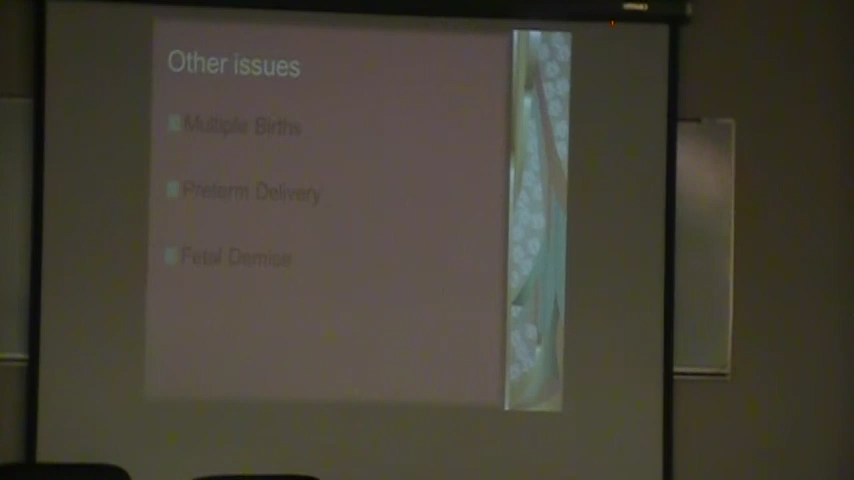 Other issues
Multiple Births
Preterm Delivery
Fetal Demise